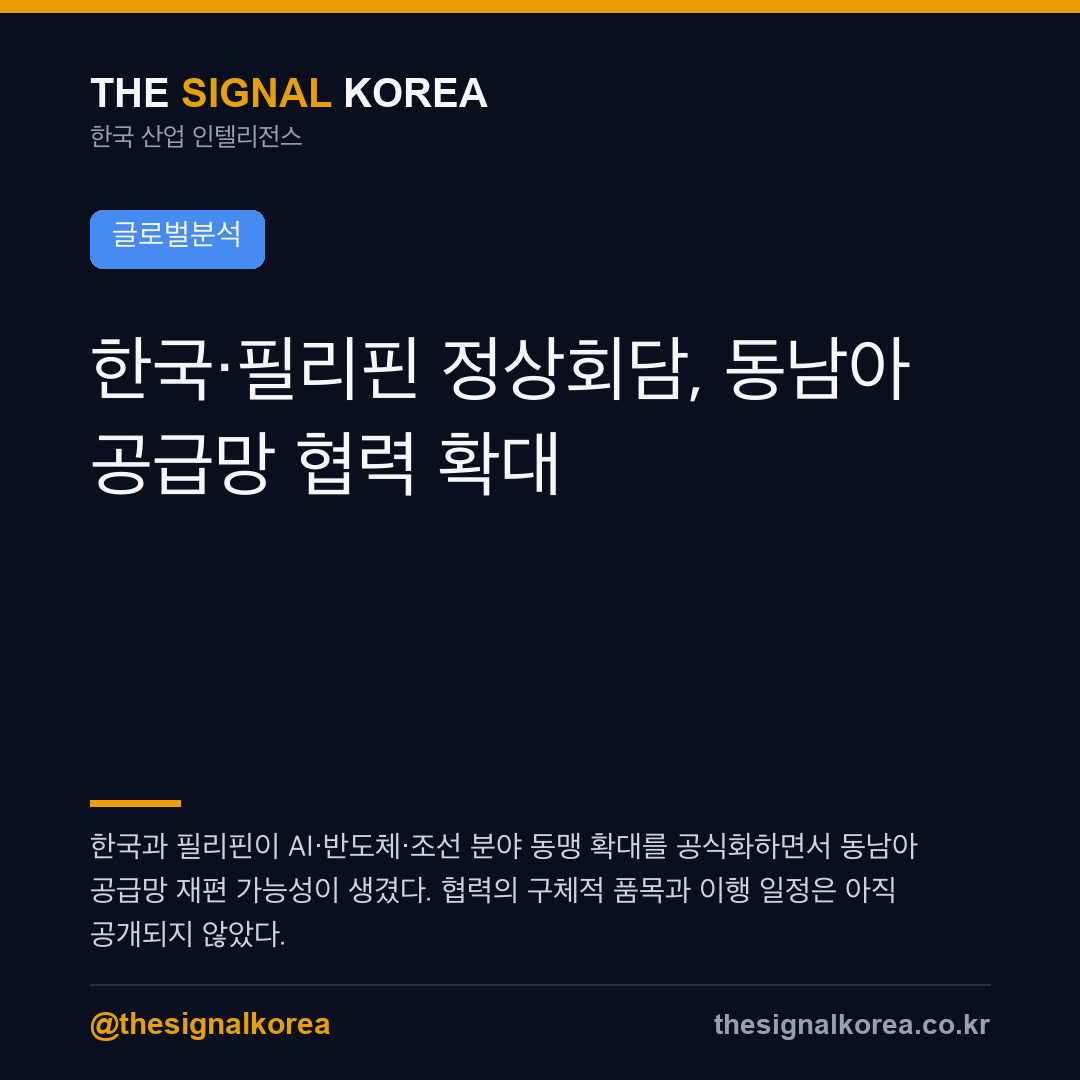 THE SIGNAL KOREA
한국 산업 인텔리전스
글로벌분석
한국·필리핀 정상회담, 동남아
공급망 협력 확대
한국과 필리핀이 AI·반도체·조선 분야 동맹 확대를 공식화하면서 동남아
공급망 재편 가능성이 생겼다. 협력의 구체적 품목과 이행 일정은 아직
공개되지 않았다.
@thesignalkorea
thesignalkorea.co.kr